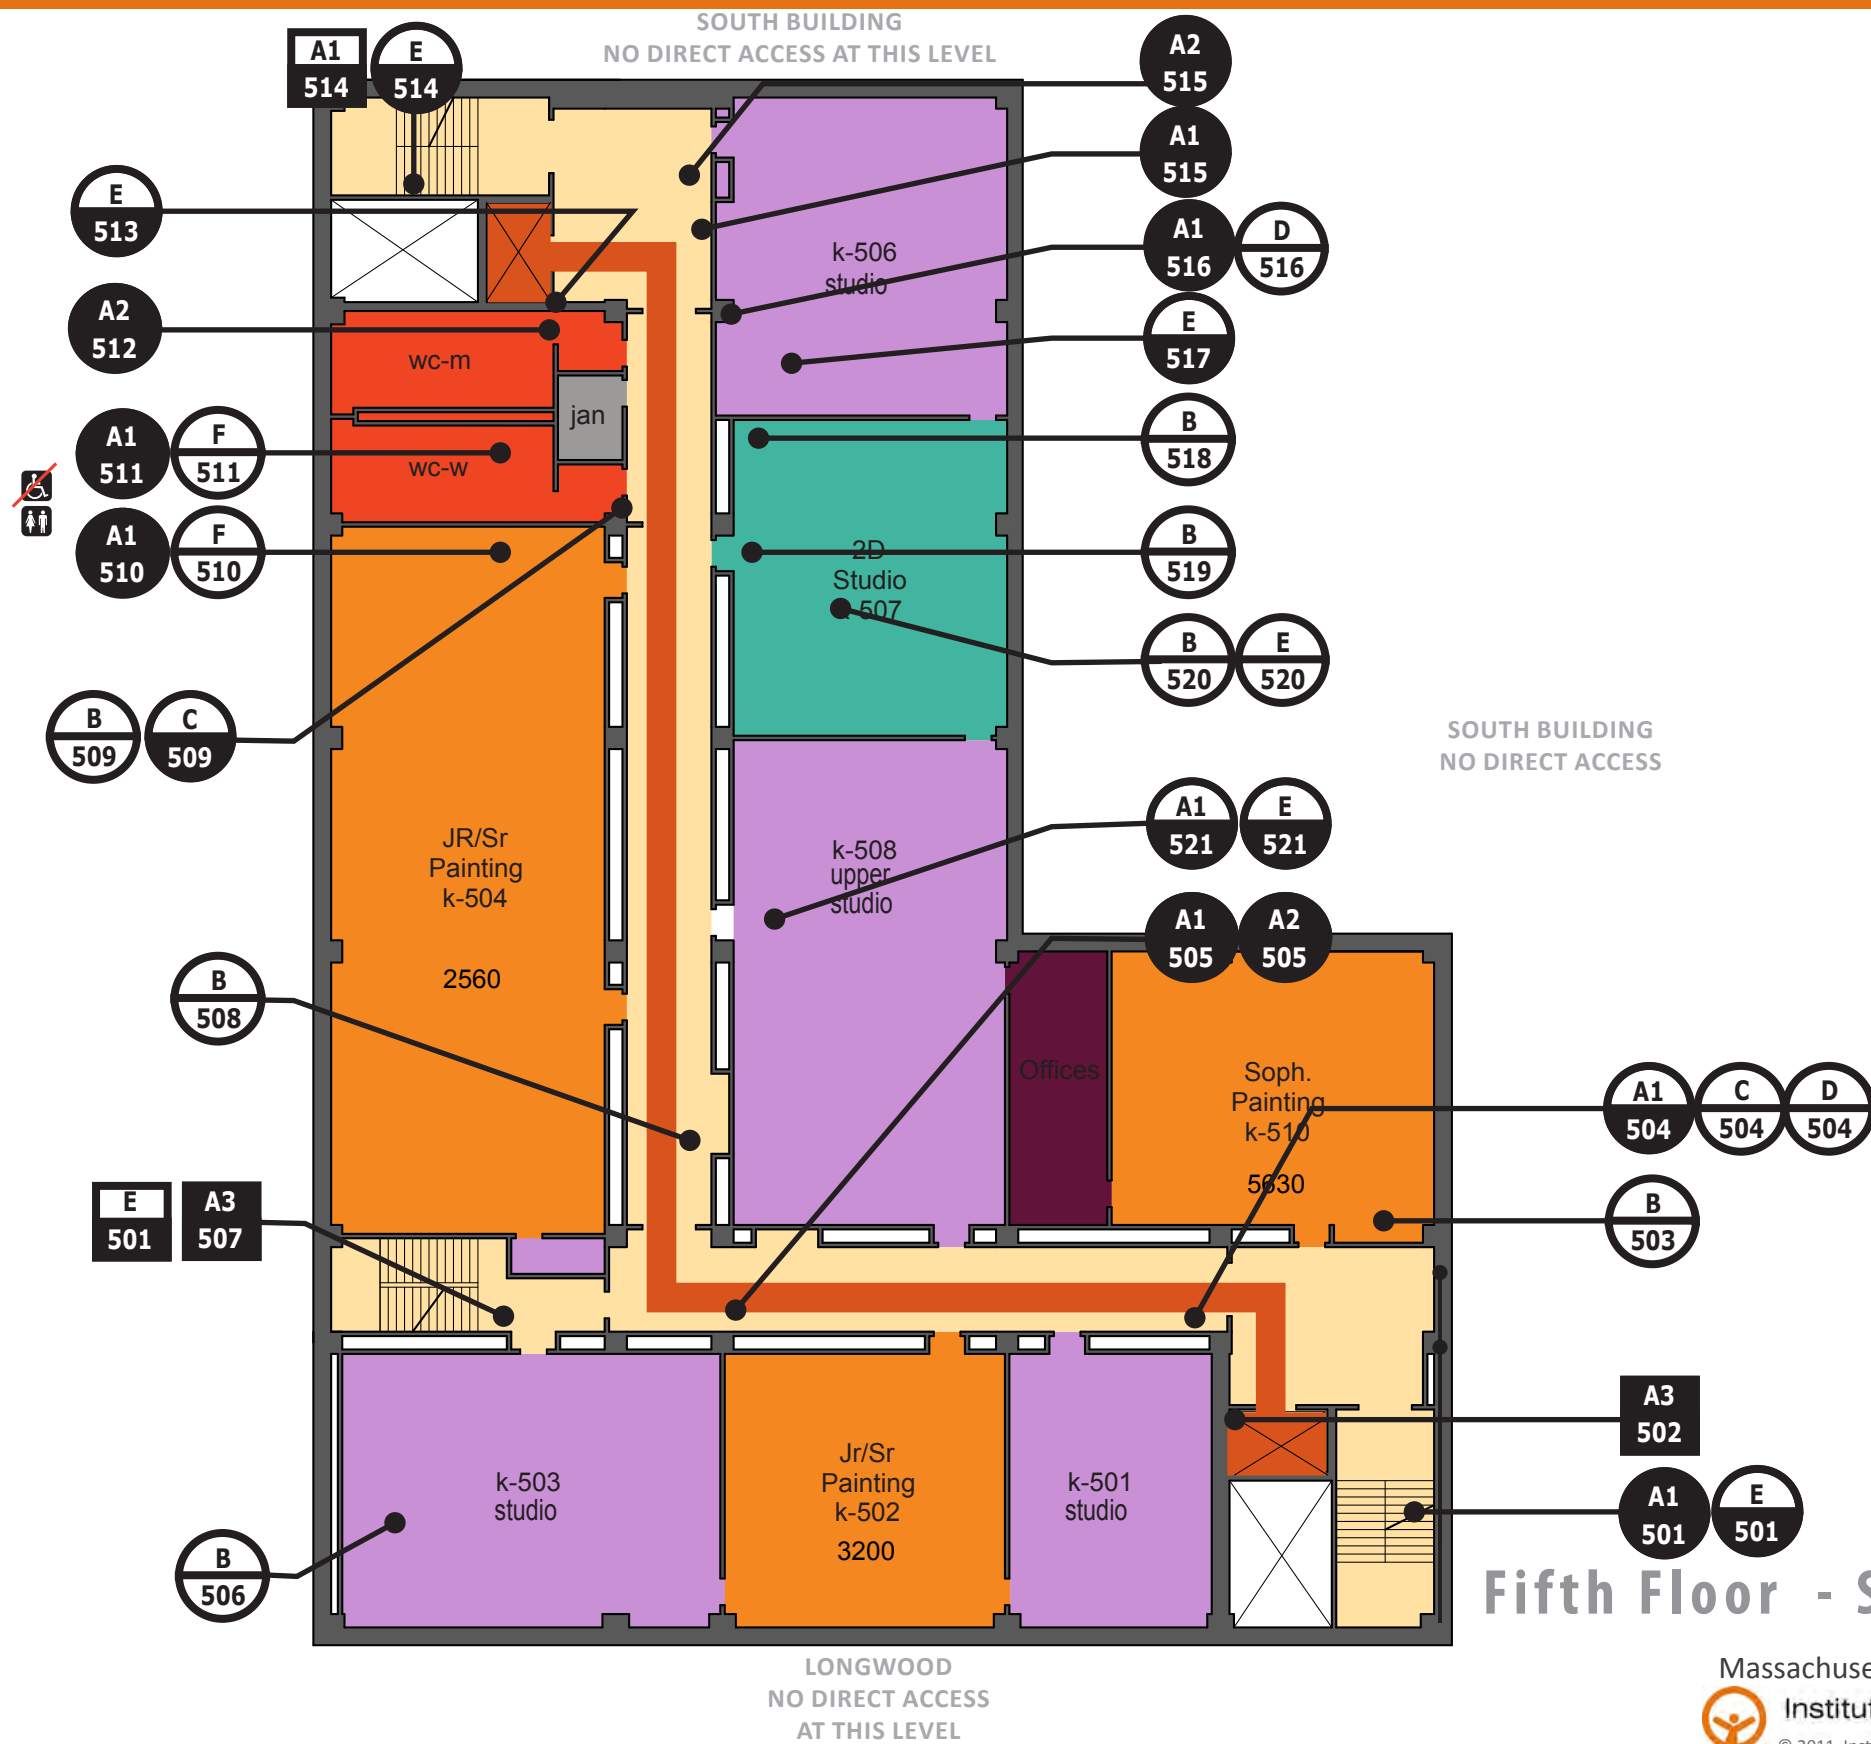 SOUTH BUILDING
NO DIRECT ACCESS AT THIS LEVEL
A1
514
E
514
A2
515
A1
515
E
513
A1
516
D
516
k-506
studio
A2
512
E
517
wc-m
jan
A1
511
F
511
wc-w
B
518
A1
510
F
510
2D
Studio
507
B
519
B
520
E
520
B
509
C
509
SOUTH BUILDING
NO DIRECT ACCESS
A1
521
E
521
JR/Sr
Painting
k-504
2560
k-508
upper
studio
A1
505
A2
505
B
508
Offices
Soph.
Painting
k-510
5630
A1
504
C
504
D
504
E
501
A3
507
B
503
A3
502
k-503
studio
Jr/Sr
Painting
k-502
3200
k-501
studio
A1
501
E
501
B
506
Fifth Floor - S
LONGWOOD
NO DIRECT ACCESS
AT THIS LEVEL
Massachuse
Institu
© 2011 Inst